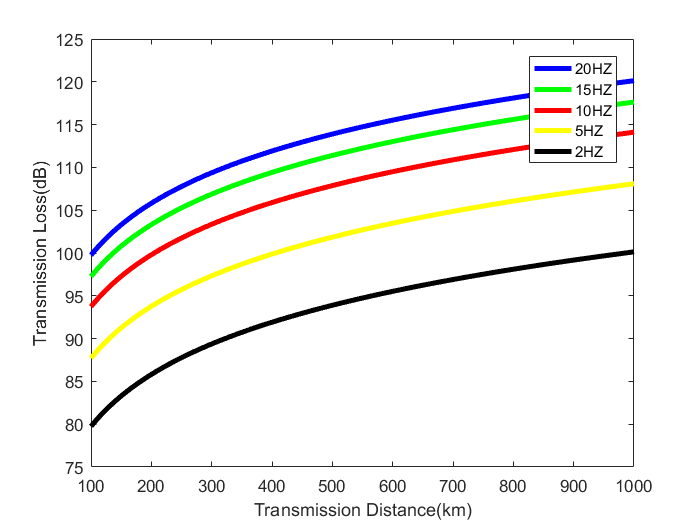 125
120
115
110
105
100
95
90
85
80
75
Transmission Loss(dB)
20HZ
15HZ
10HZ
5HZ
2HZ
100 200 300 400 500 600 700 800 900 1000
Transmission Distance(km)